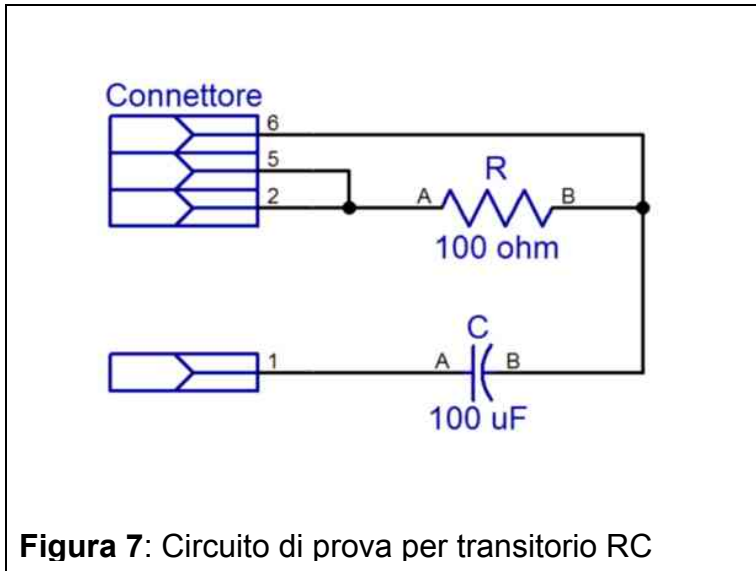 Connettore
6
5
2
R
A
B
100 ohm
C
1
A
B
100 uF
Figura 7: Circuito di prova per transitorio RC